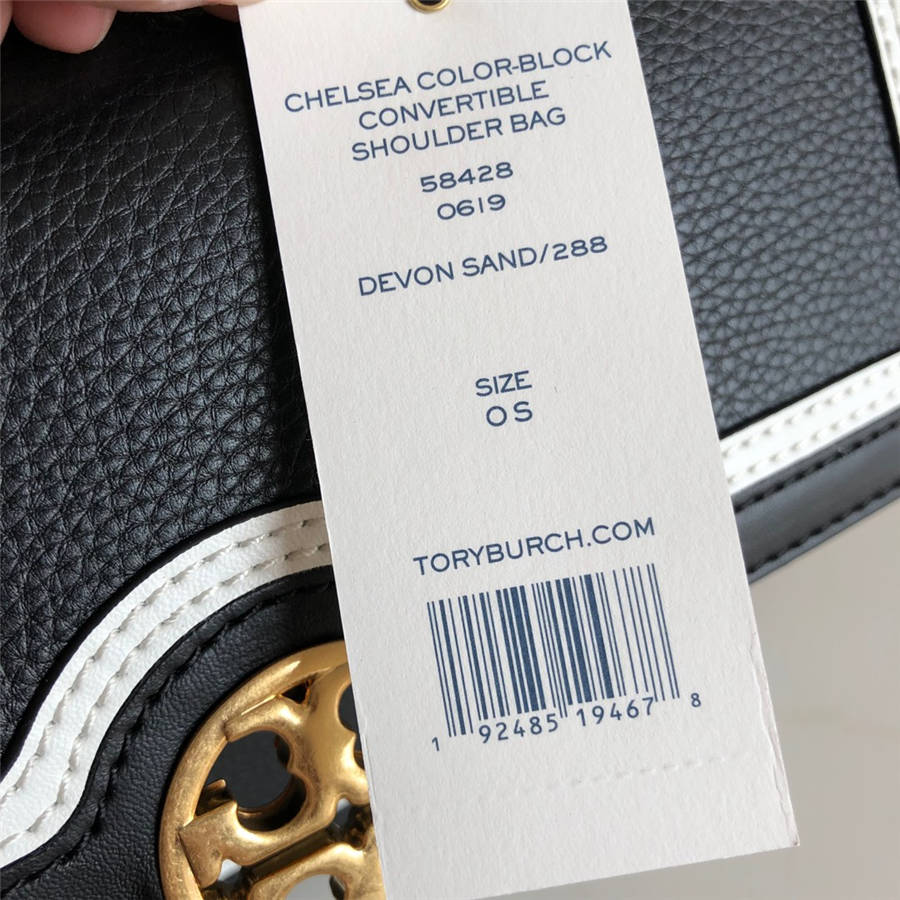 CHELSEA COLOR-BLOCK
CONVERTIBLE
SHOULDER BAG
58428
0619
DEVON SAND/288
SIZE
OS
TORYBURCH.COM
1 92485 19467 8